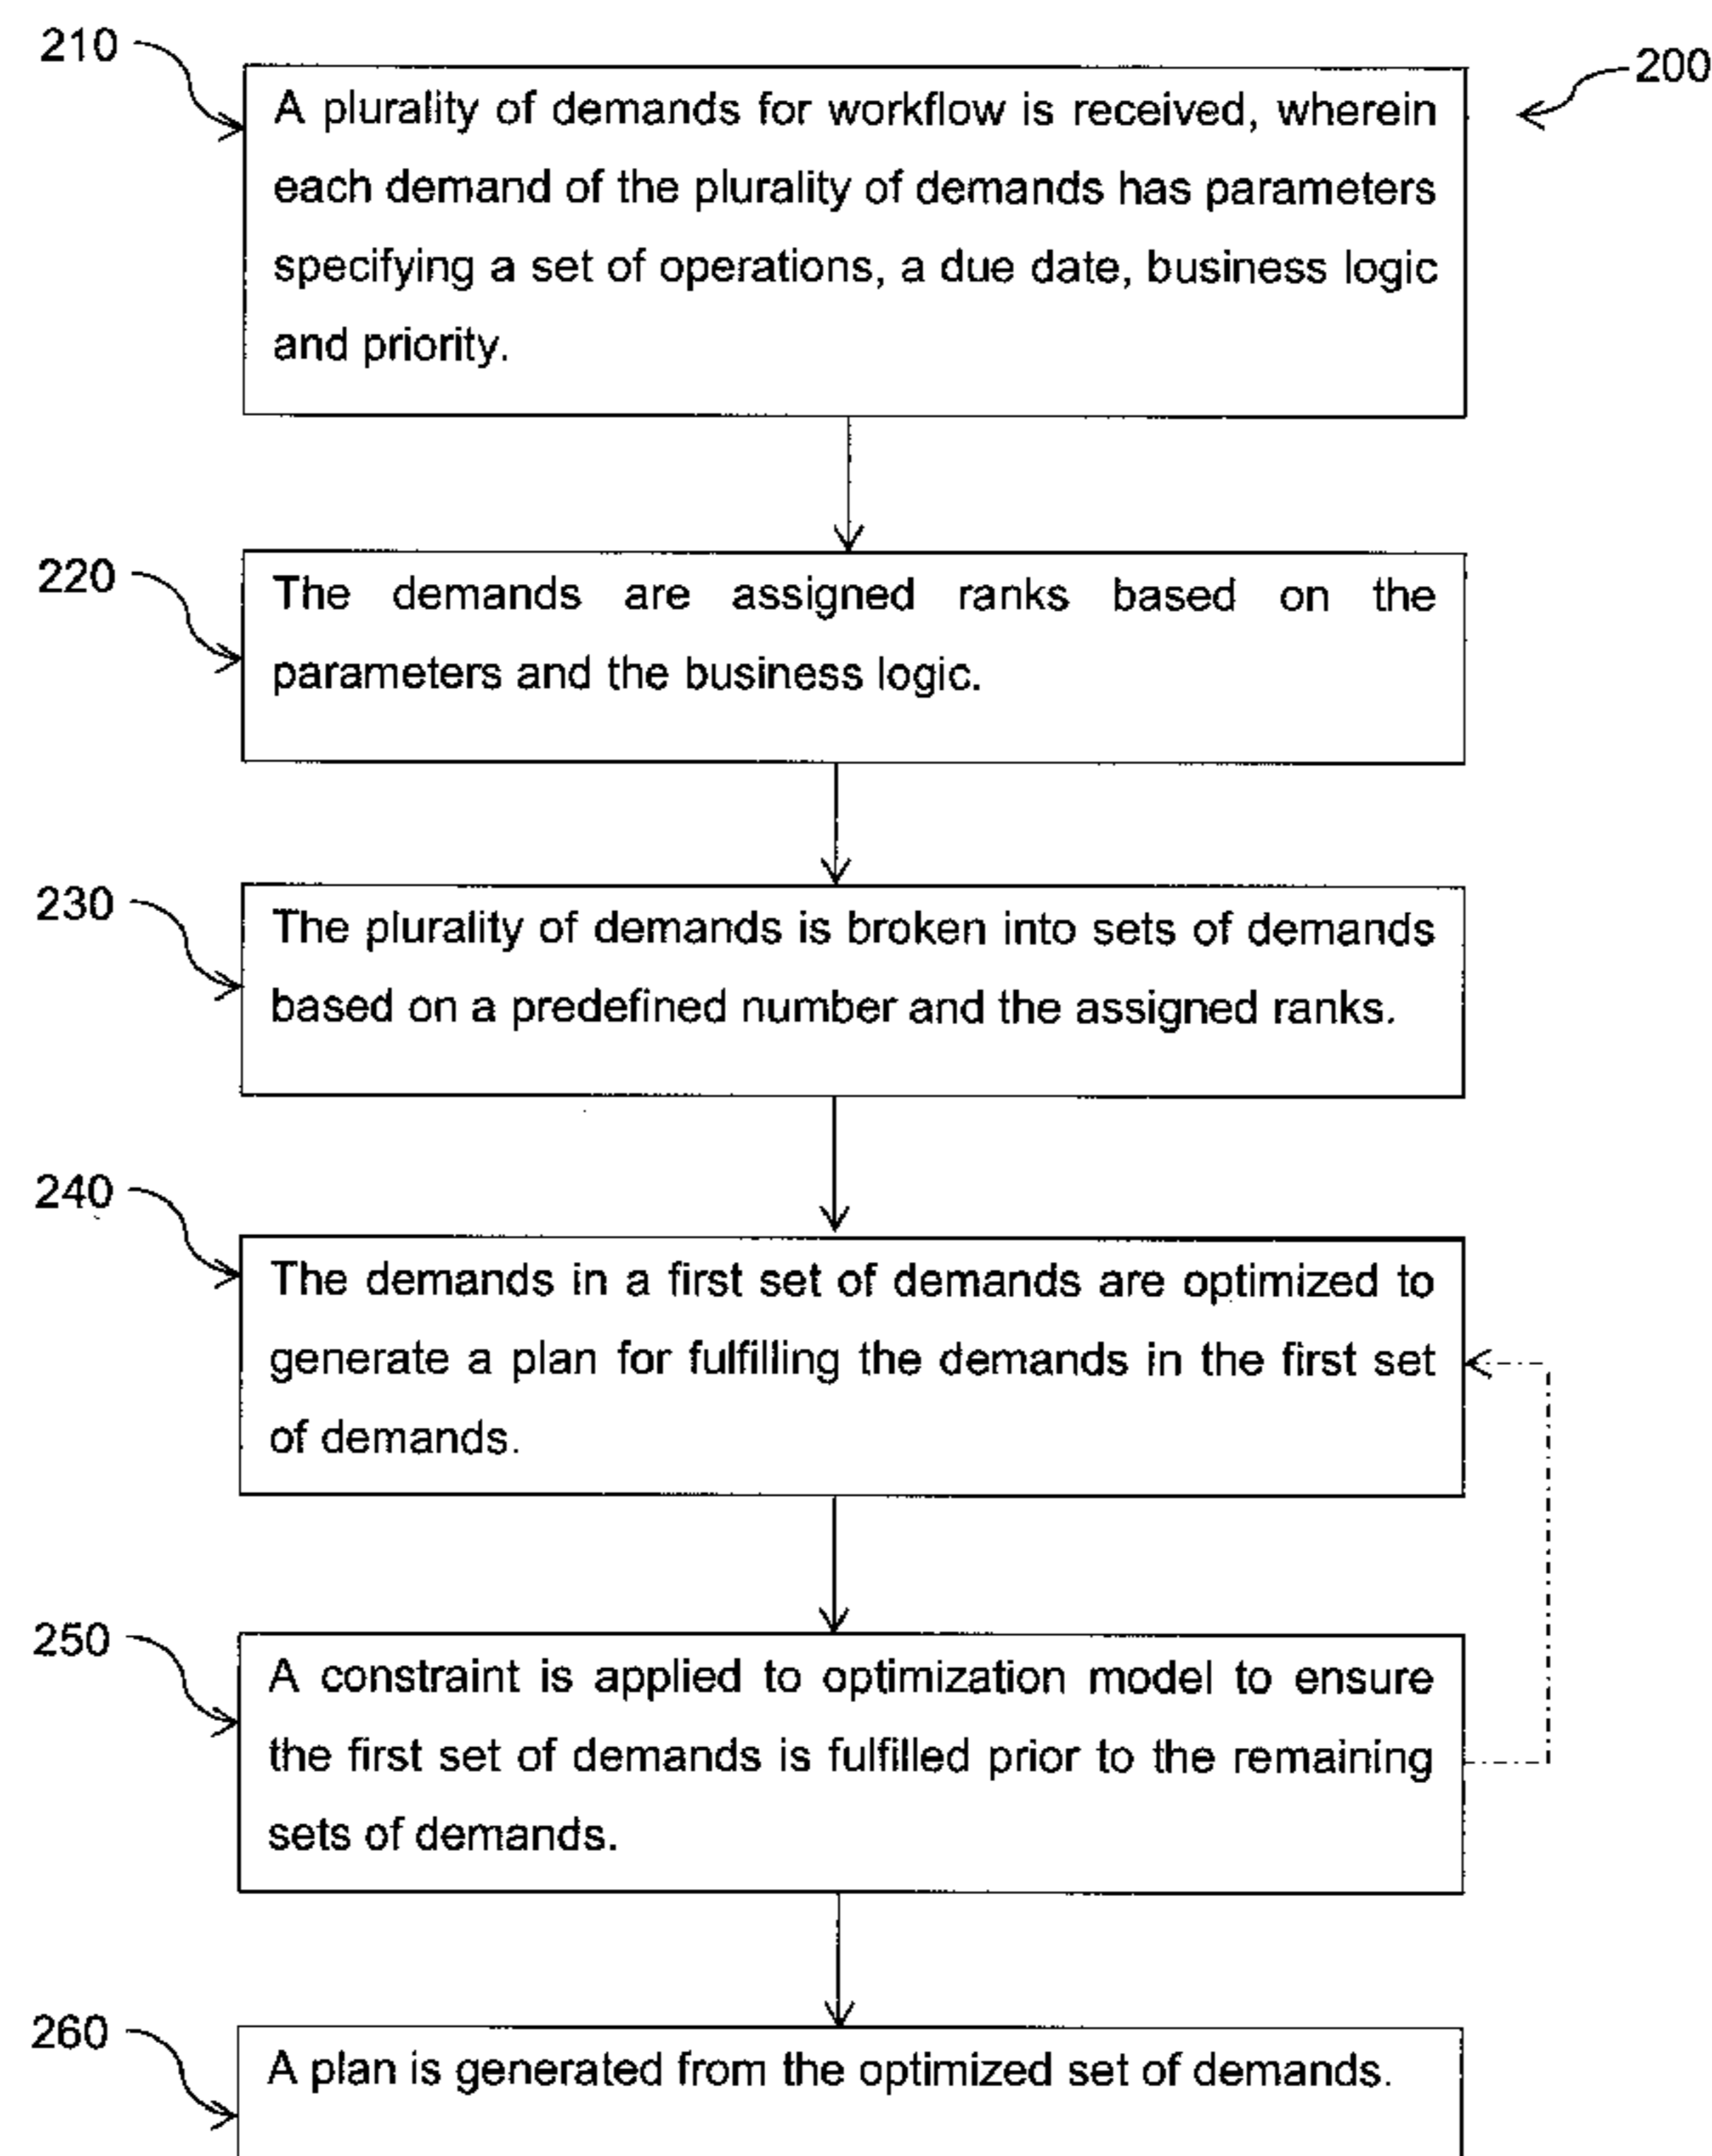 210
200
A plurality of demands for workflow is received, wherein
each demand of the plurality of demands has parameters
specifying a set of operations, a due date, business logic
and priority.
220
The demands are assigned ranks based on the
parameters and the business logic.
230
The plurality of demands is broken into sets of demands
based on a predefined number and the assigned ranks.
240
The demands in a first set of demands are optimized to
generate a plan for fulfilling the demands in the first set
of demands.
250
A constraint is applied to optimization model to ensure
the first set of demands is fulfilled prior to the remaining
sets of demands.
260
A plan is generated from the optimized set of demands.